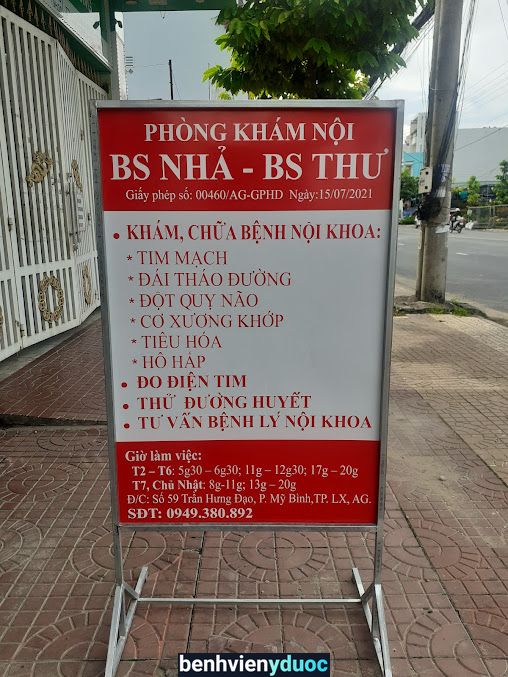 PHÒNG KHÁM NỘI
BS NHẢ - BS THƯ
Giấy phép số: 00460/AG-GPHD Ngày:15/07/2021
• KHÁM, CHỮA BỆNH NỘI KHOA:
* TIM MẠCH
* ĐÁI THÁO ĐƯỜNG
* ĐỘT QUỴ NÃO
* CƠ XƯƠNG KHỚP
* TIÊU HÓA
* HÔ HẤP
• ĐO ĐIỆN TIM
• THỬ ĐƯỜNG HUYẾT
• TƯ VẤN BỆNH LÝ NỘI KHOA
Giờ làm việc:
T2 – T6: 5g30 – 6g30; 11g – 12g30; 17g – 20g
T7, Chủ Nhật: 8g-11g; 13g – 20g
Đ/C: Số 59 Trần Hưng Đạo, P. Mỹ Bình,TP. LX, AG.
SĐT: 0949.380.892
benhvienyduoc